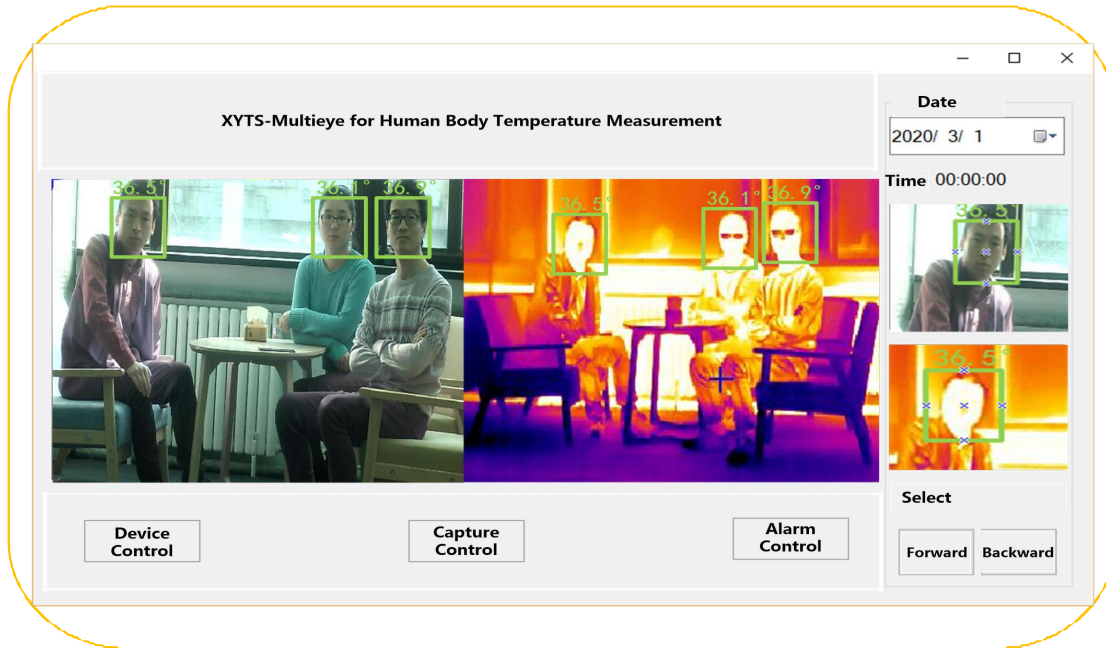 XYTS-Multieye for Human Body Temperature Measurement
Date
2020/ 3/ 1
Time 00:00:00
36.5°
36.1°
36.9°
36.5°
36.1°
36.9°
36.5°
36.5°
Select
Device
Control
Capture
Control
Alarm
Control
Forward
Backward